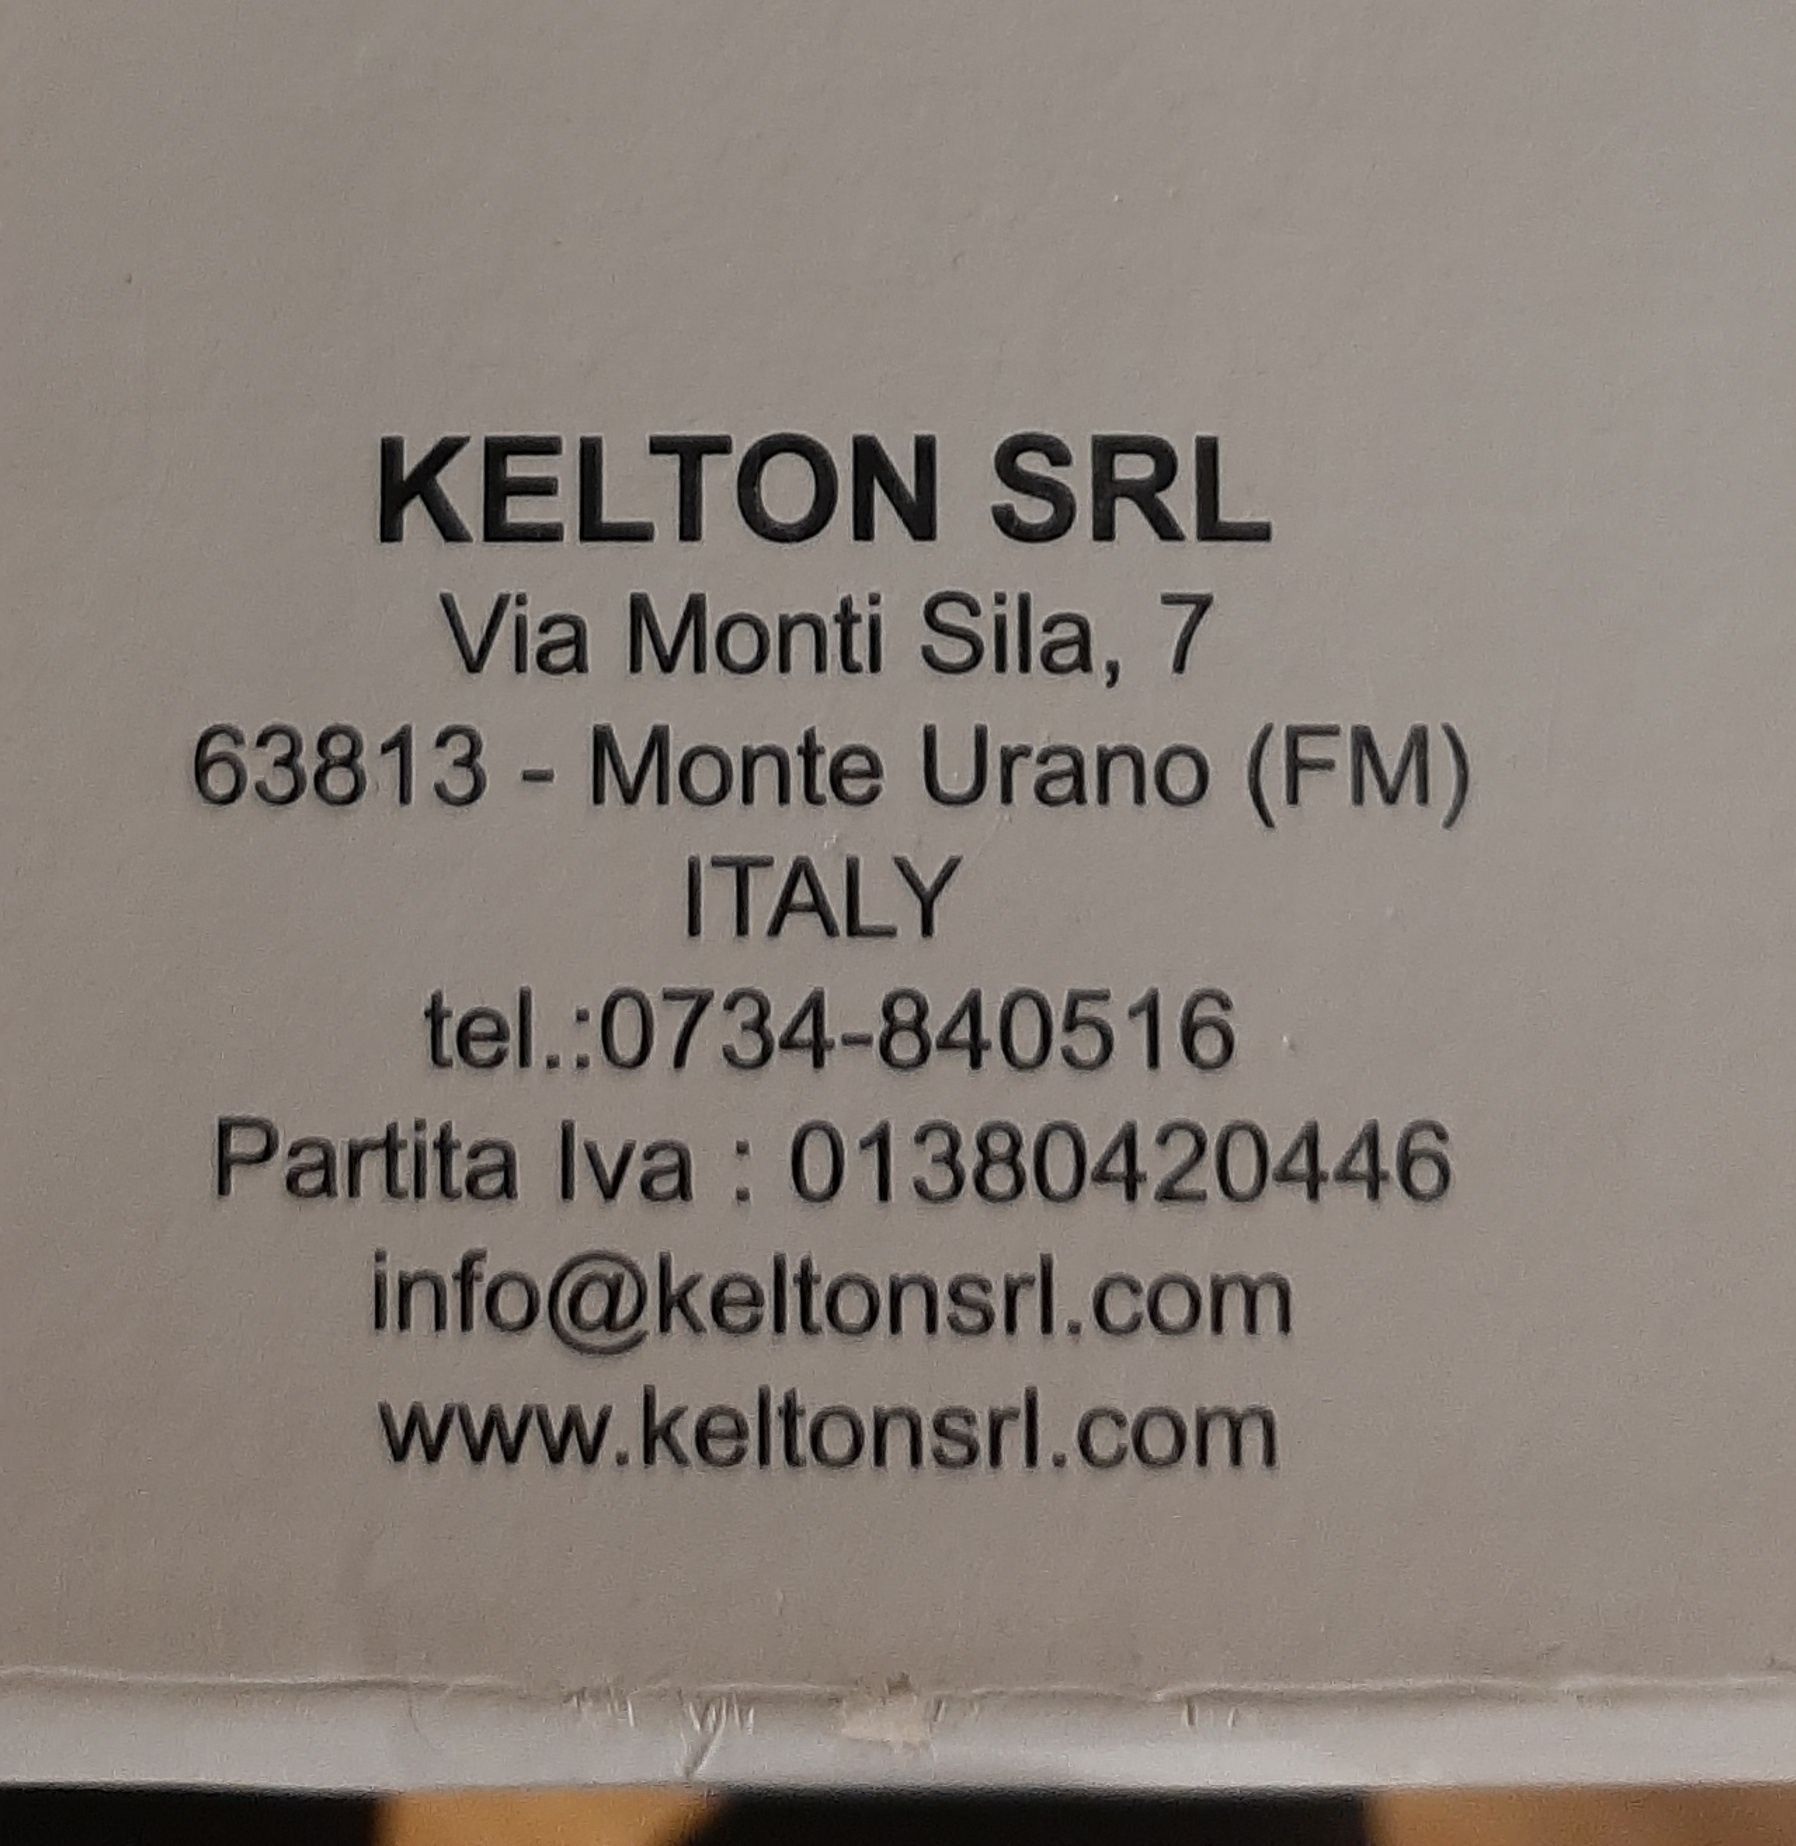 KELTON SRL
Via Monti Sila, 7
63813 - Monte Urano (FM)
ITALY
tel.:0734-840516
Partita Iva : 01380420446
info@keltonsrl.com
www.keltonsrl.com